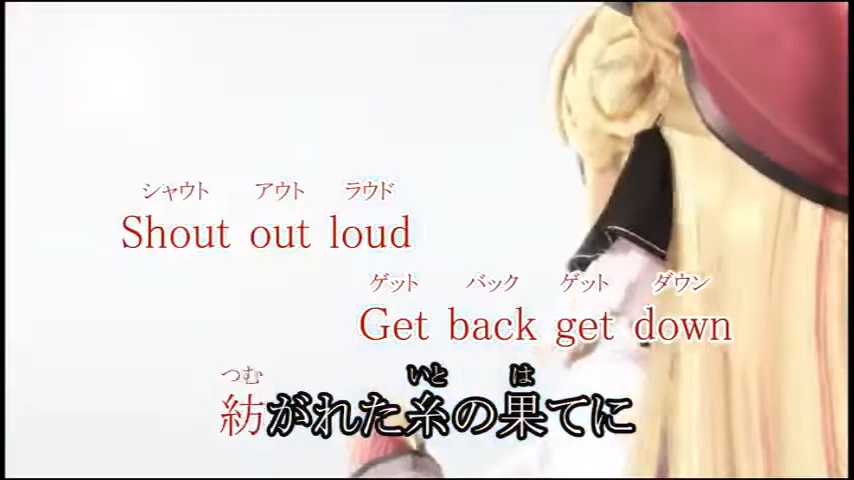 シャウト アウト ラウド
Shout out loud
ゲット バック ゲット ダウン
Get back get down
つむ いと は
紡がれた糸の果てに